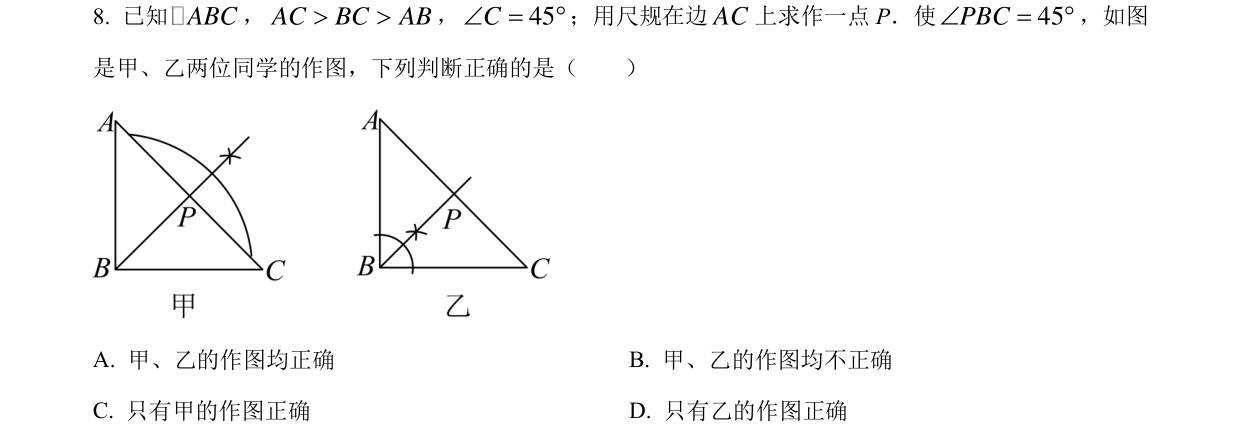 8. 已知□ABC，AC > BC > AB，∠C = 45°；用尺规在边 AC 上求作一点 P．使∠PBC = 45°，如图
是甲、乙两位同学的作图，下列判断正确的是（　　）
A
P
B
C
甲
A
P
B
C
乙
A. 甲、乙的作图均正确
B. 甲、乙的作图均不正确
C. 只有甲的作图正确
D. 只有乙的作图正确